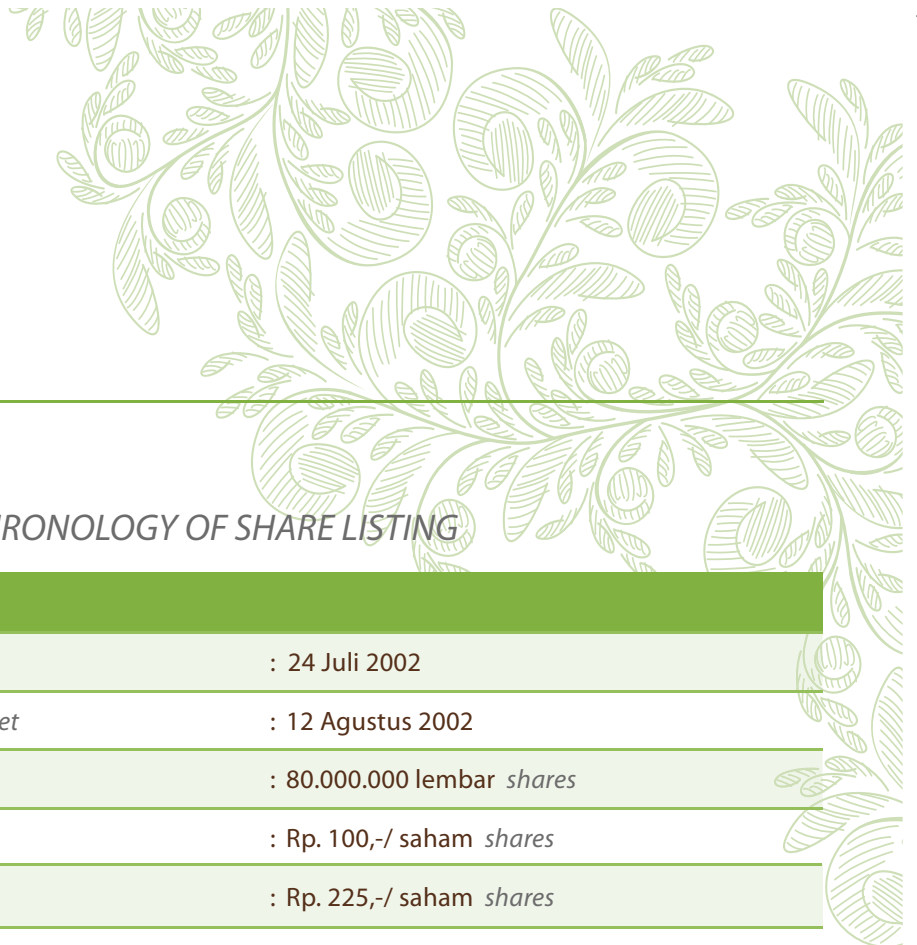 RONOLOGY OF SHARE LISTING
: 24 Juli 2002
et : 12 Agustus 2002
: 80.000.000 lembar shares
: Rp. 100,-/ saham shares
: Rp. 225,-/ saham shares